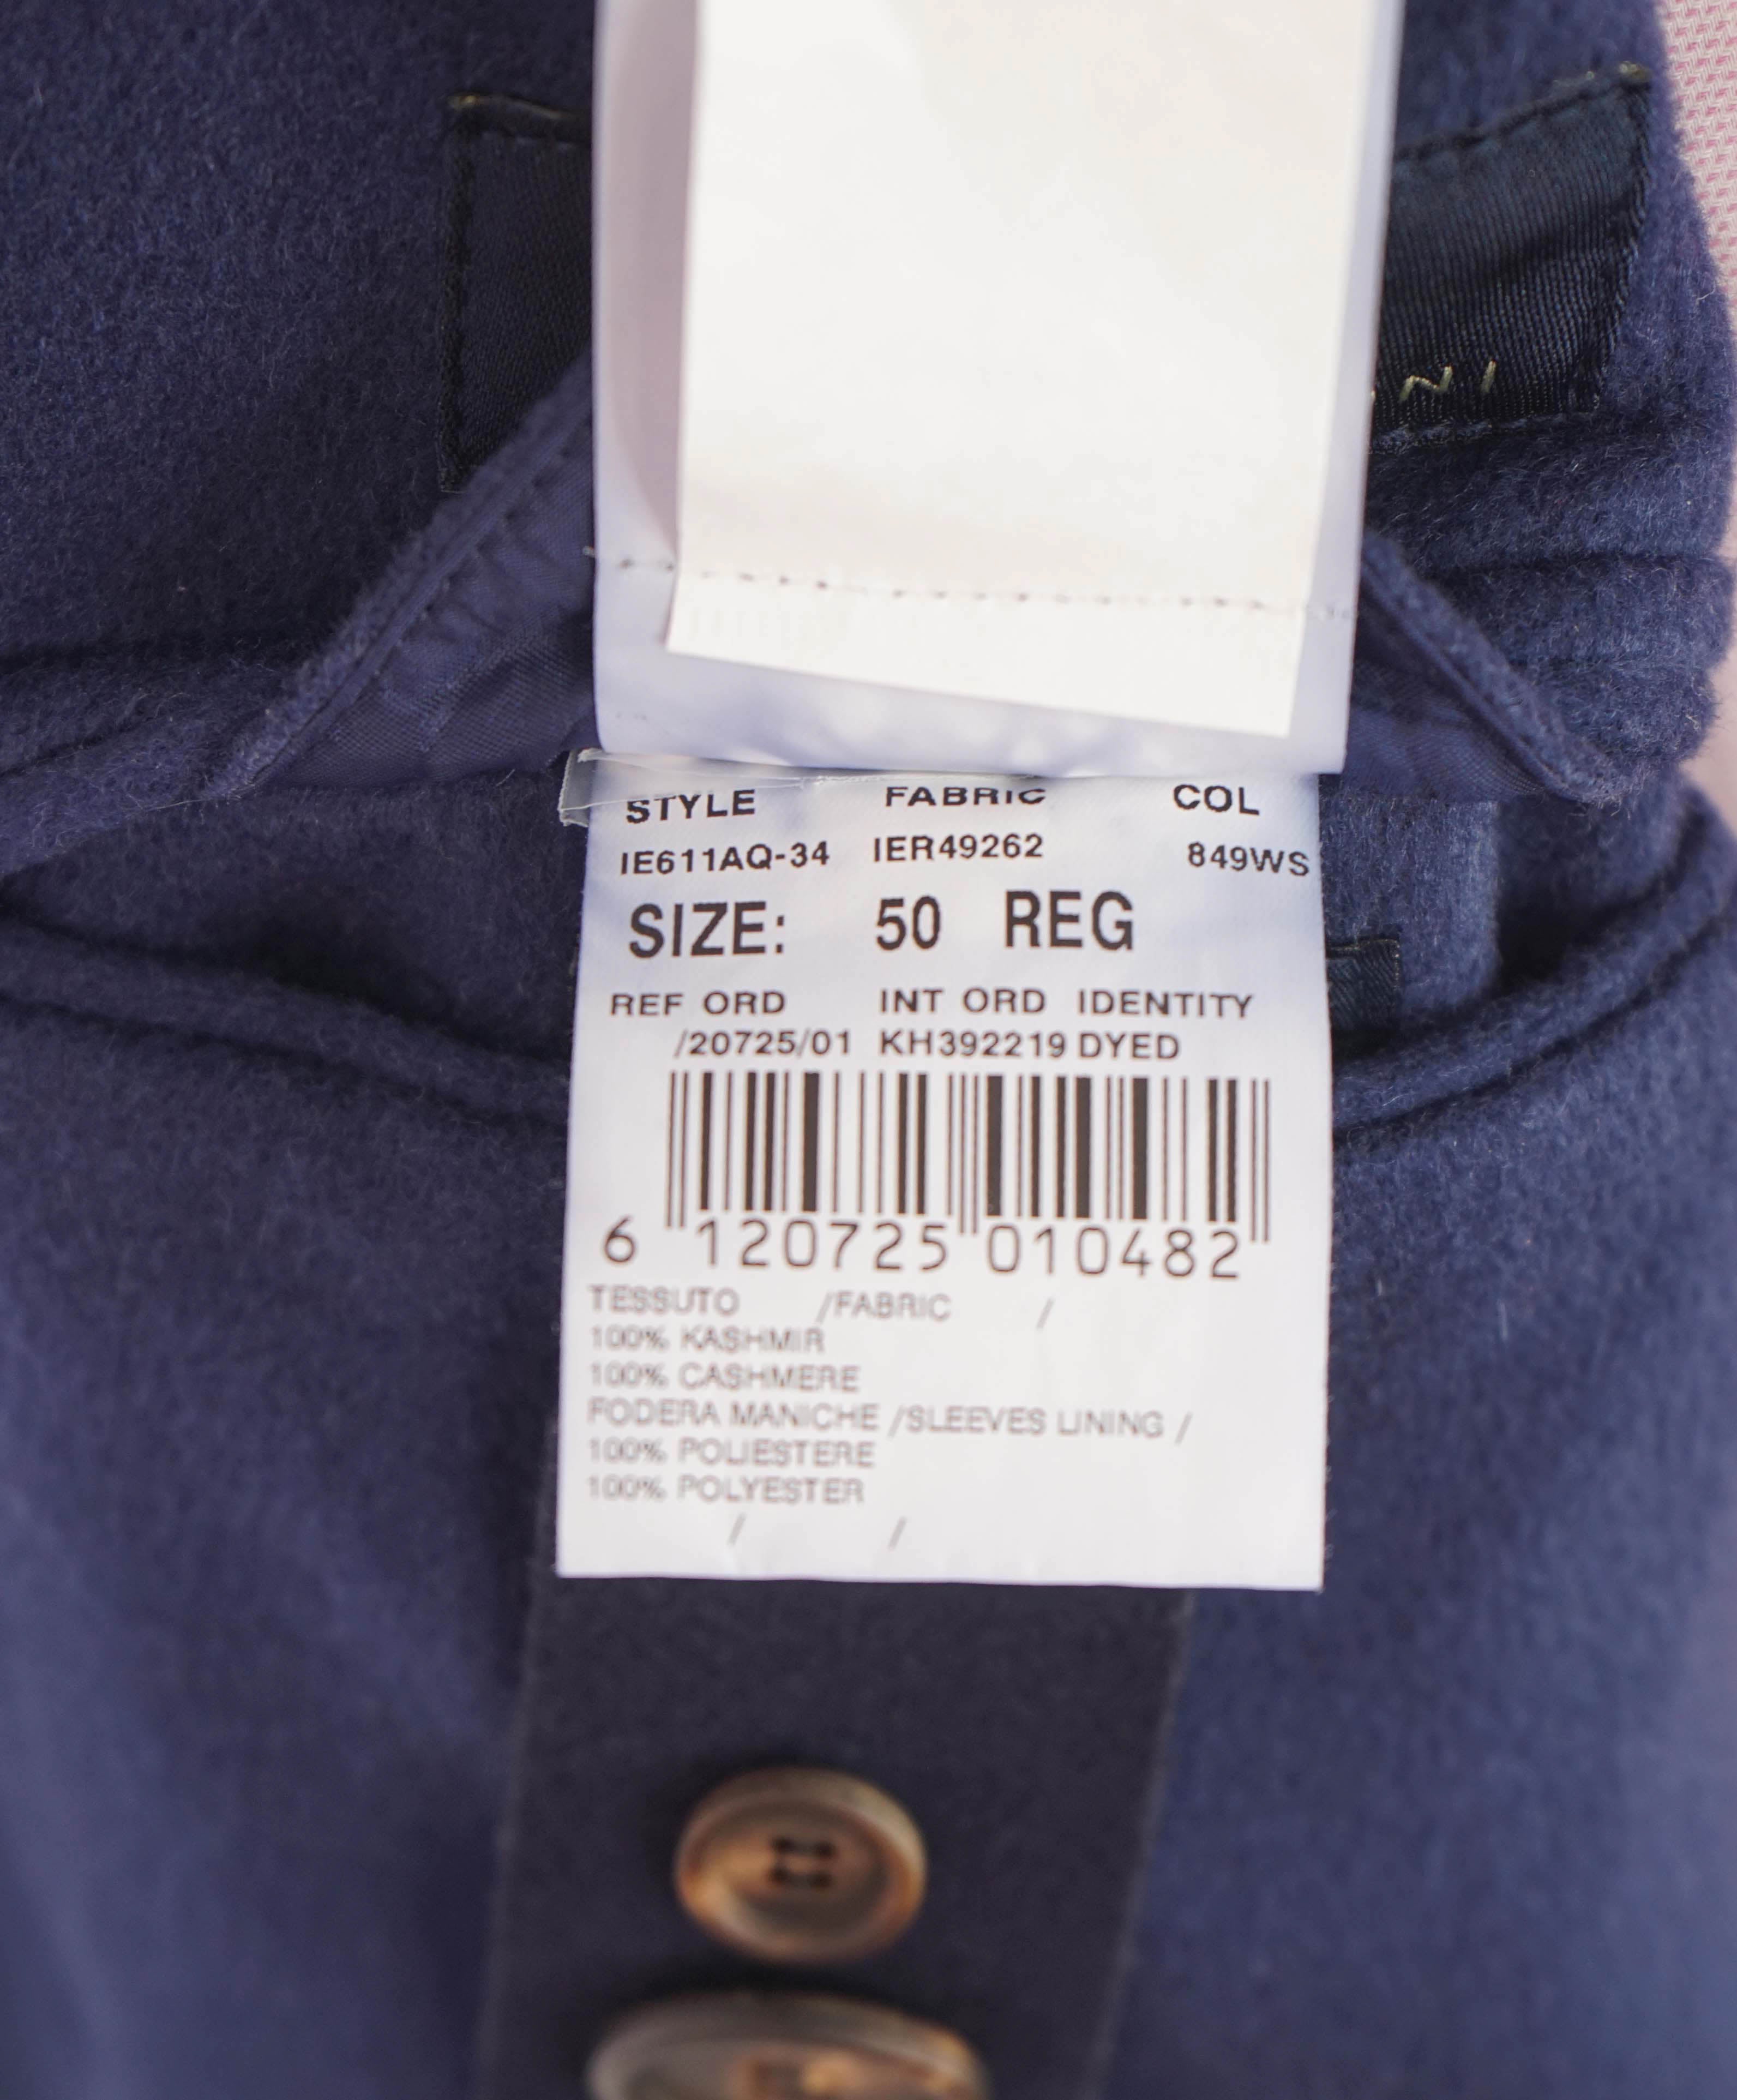 NI
STYLE FABRIC COL
IE611AQ-34 IER49262 849WS
SIZE: 50 REG
REF ORD INT ORD IDENTITY
/20725/01 KH392219 DYED
6 120725 010482
TESSUTO /FABRIC /
100% KASHMIR
100% CASHMERE
FODERA MANICHE /SLEEVES LINING /
100% POLIESTERE
100% POLYESTER
/ /